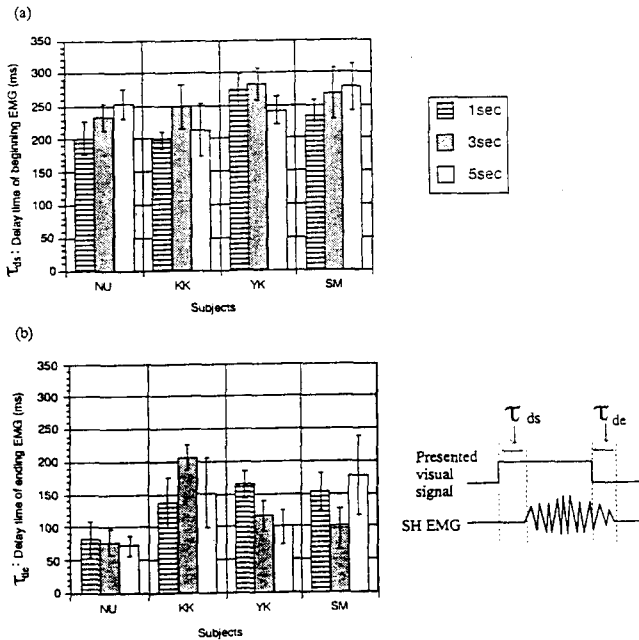 (a)
τds : Delay time of beginning EMG (ms)
350
300
250
200
150
100
50
0
NU KK YK SM
Subjects
1sec
3sec
5sec
(b)
τde : Delay time of ending EMG (ms)
350
300
250
200
150
100
50
0
NU KK YK SM
Subjects
τ ds
τ de
Presented
visual
signal
SH EMG